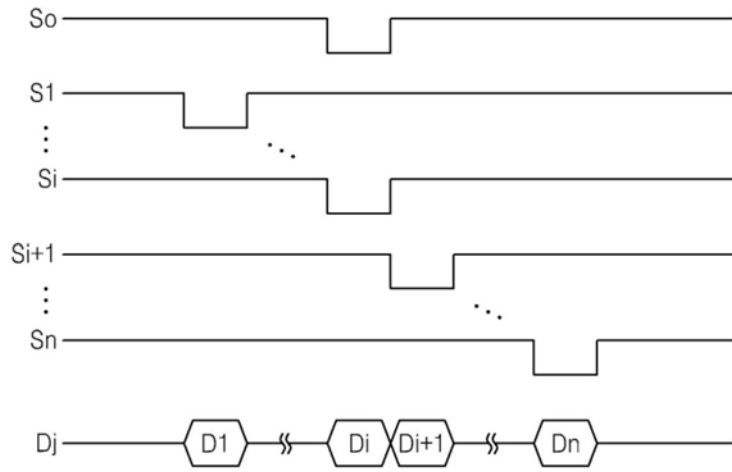 So
S1
⋮
Si
Si+1
⋮
Sn
Dj D1 Di Di+1 Dn